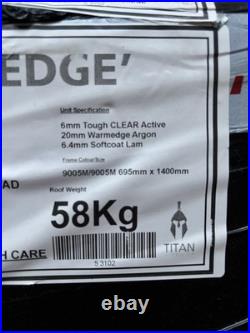 EDGE'
Unit Specification
6mm Tough CLEAR Active
20mm Warmedge Argon
6.4mm Softcoat Lam
Frame Colour/Size
9005M/9005M 695mm x 1400mm
AD
Roof Weight
58Kg
53102
TITAN
H CARE